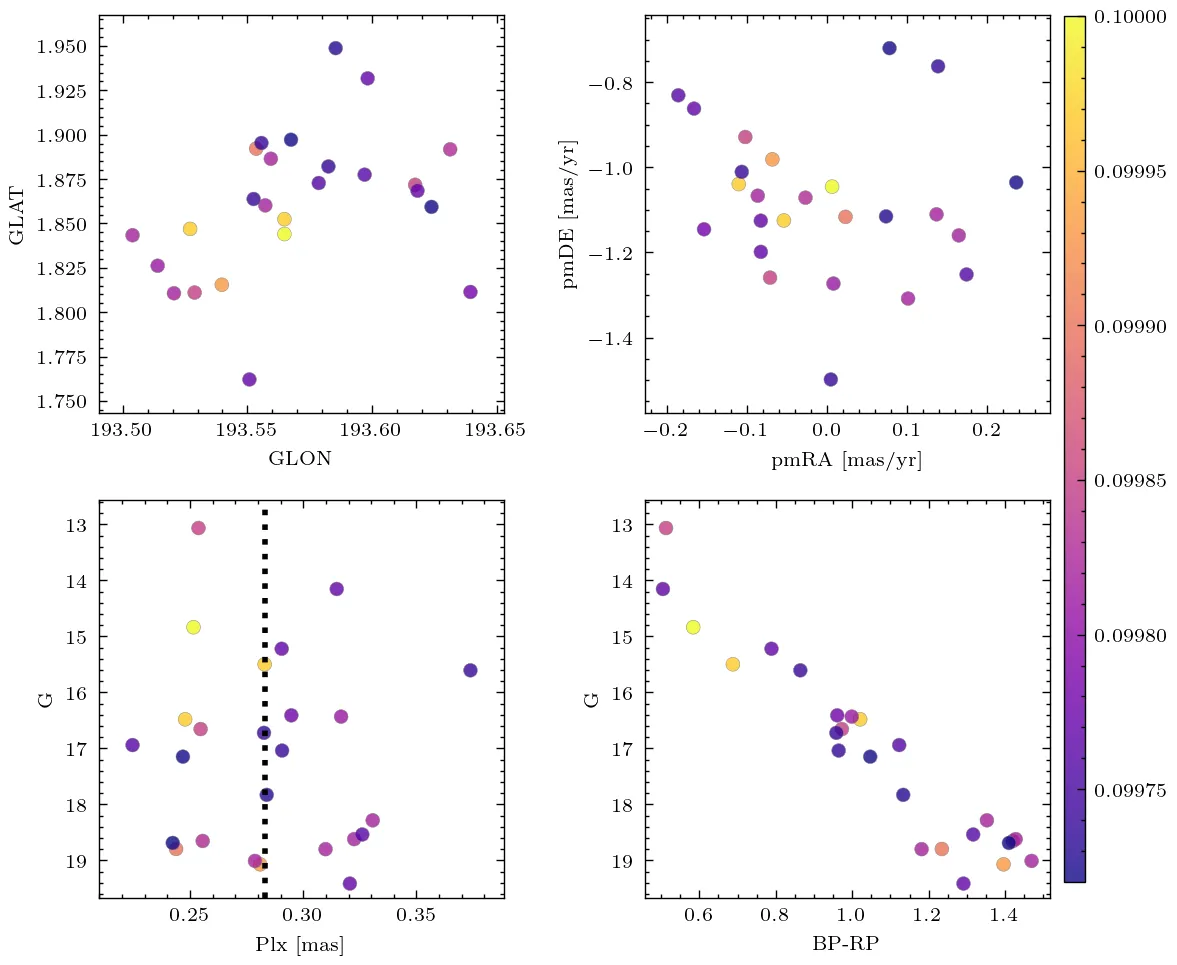 1.950
1.925
1.900
1.875
1.850
1.825
1.800
1.775
1.750
GLAT
193.50 193.55 193.60 193.65
GLON
−0.8
−1.0
−1.2
−1.4
pmDE [mas/yr]
−0.2 −0.1 0.0 0.1 0.2
pmRA [mas/yr]
13
14
15
16
17
18
19
G
0.25 0.30 0.35
Plx [mas]
13
14
15
16
17
18
19
G
0.6 0.8 1.0 1.2 1.4
BP-RP
0.10000
0.09995
0.09990
0.09985
0.09980
0.09975